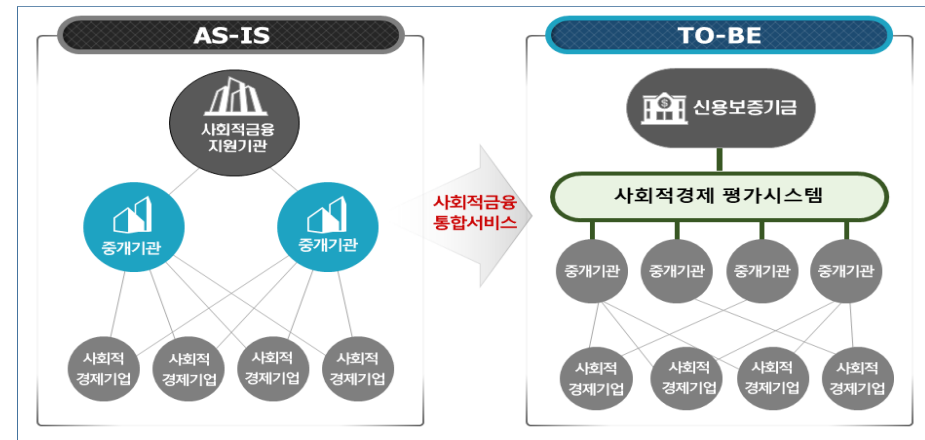 AS-IS
사회적금융
지원기관
중개기관
중개기관
사회적
경제기업
사회적
경제기업
사회적
경제기업
사회적
경제기업
사회적금융
통합서비스
TO-BE
신용보증기금
사회적경제 평가시스템
중개기관
중개기관
중개기관
중개기관
사회적
경제기업
사회적
경제기업
사회적
경제기업
사회적
경제기업